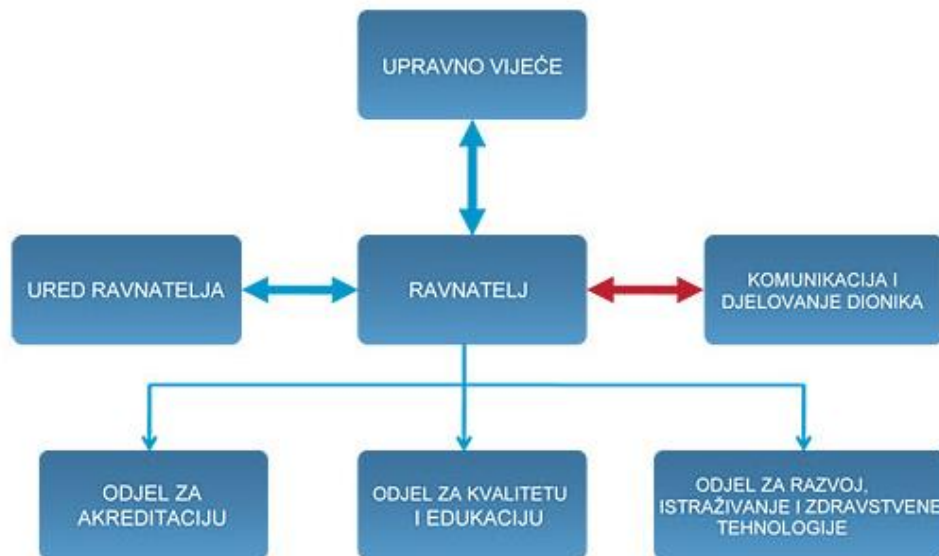 UPRAVNO VIJEĆE
URED RAVNATELJA
RAVNATELJ
KOMUNIKACIJA I
DJELOVANJE DIONIKA
ODJEL ZA
AKREDITACIJU
ODJEL ZA KVALITETU
I EDUKACIJU
ODJEL ZA RAZVOJ,
ISTRAŽIVANJE I ZDRAVSTVENE
TEHNOLOGIJE